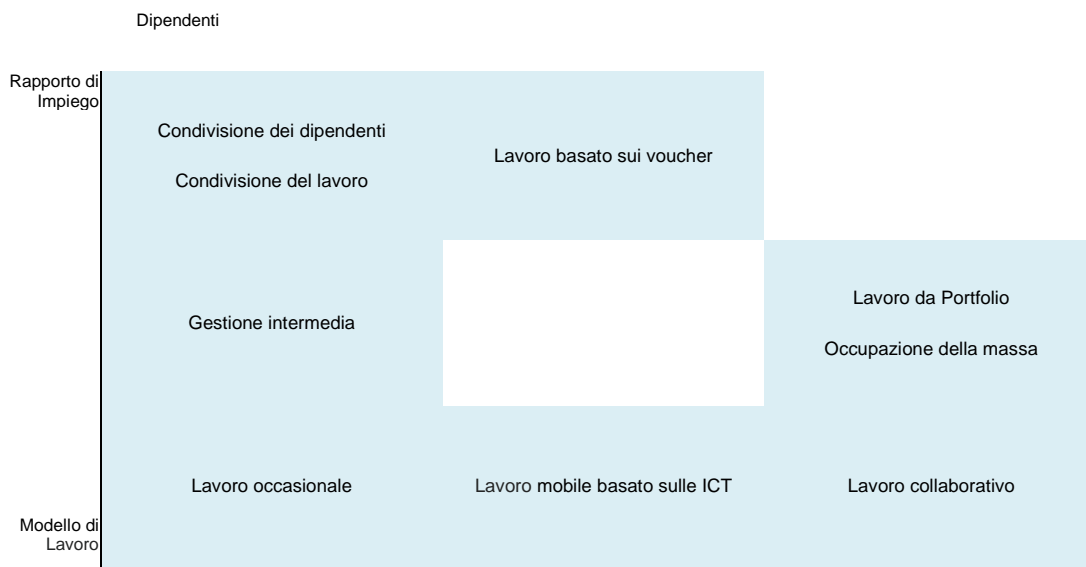 Dipendenti
Rapporto di
Impiego
Condivisione dei dipendenti
Lavoro basato sui voucher
Condivisione del lavoro
Lavoro da Portfolio
Gestione intermedia
Occupazione della massa
Lavoro occasionale
Lavoro mobile basato sulle ICT
Lavoro collaborativo
Modello di
Lavoro